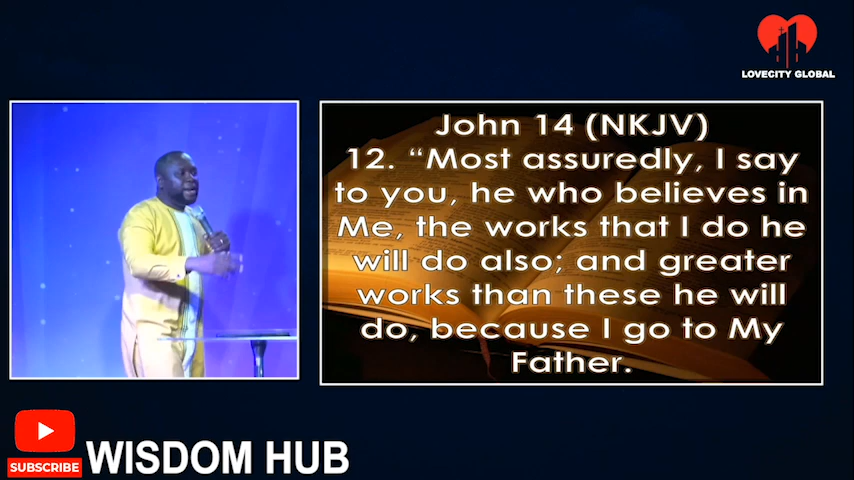 LOVECITY GLOBAL
John 14 (NKJV)
12. “Most assuredly, I say
to you, he who believes in
Me, the works that I do he
will do also; and greater
works than these he will
do, because I go to My
Father.
SUBSCRIBE
WISDOM HUB